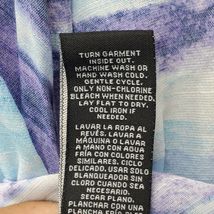 TURN GARMENT
INSIDE OUT.
MACHINE WASH OR
HAND WASH COLD.
GENTLE CYCLE.
ONLY NON-CHLORINE
BLEACH WHEN NEEDED.
LAY FLAT TO DRY.
COOL IRON IF
NEEDED.
LAVAR LA ROPA AL
REVÉS. LAVAR A
MÁQUINA O LAVAR
A MANO CON AGUA
FRÍA CON COLORES
SIMILARES. CICLO
DELICADO. USAR SOLO
BLANQUEADOR SIN
CLORO CUANDO SEA
NECESARIO.
SECAR PLANO.
PLANCHAR CON UNA
PLANCHA FRÍA